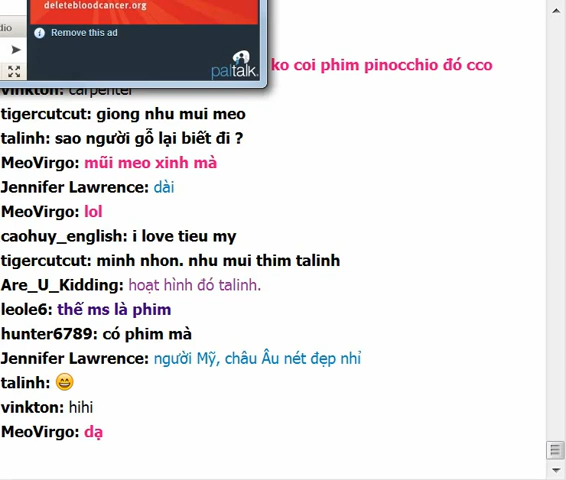 deletebloodcancer.org
dio
Remove this ad
paltalk.
ko coi phim pinocchio đó cco
vinkton: carpenter
tigercutcut: giong nhu mui meo
talinh: sao người gỗ lại biết đi ?
MeoVirgo: mũi meo xinh mà
Jennifer Lawrence: dài
MeoVirgo: lol
caohuy_english: i love tieu my
tigercutcut: minh nhon. nhu mui thim talinh
Are_U_Kidding: hoạt hình đó talinh.
leole6: thế ms là phim
hunter6789: có phim mà
Jennifer Lawrence: người Mỹ, châu Âu nét đẹp nhỉ
talinh: 😄
vinkton: hihi
MeoVirgo: dạ